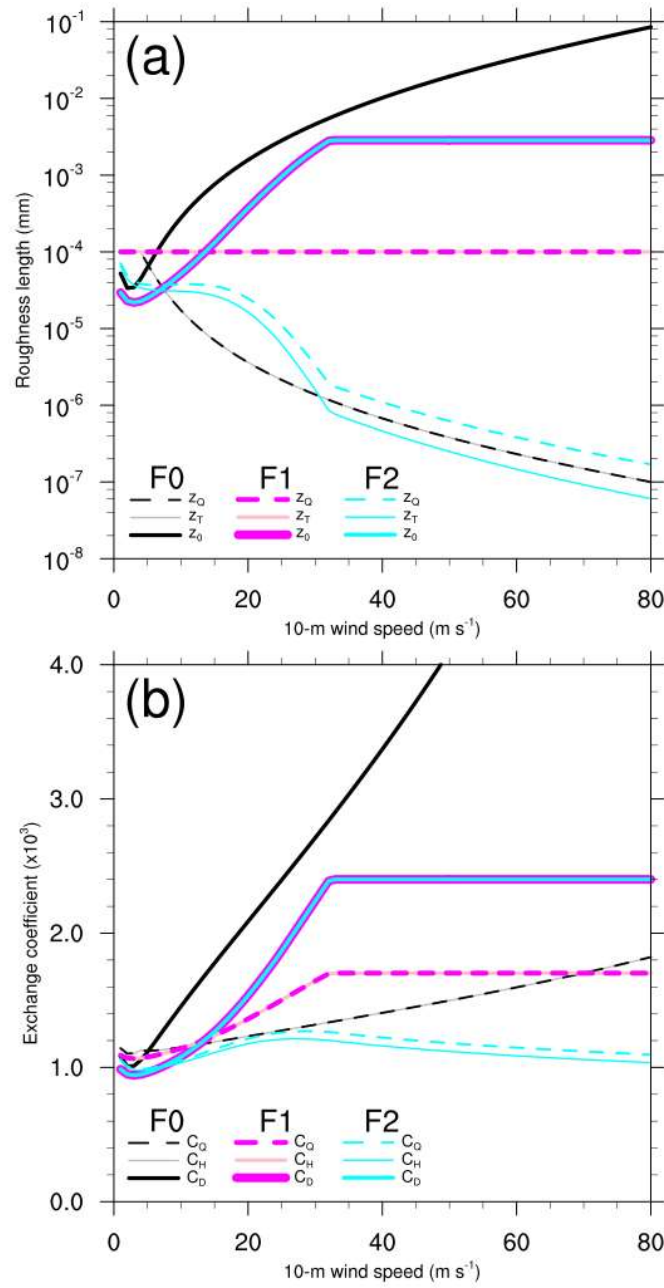 (a)
10⁻¹
10⁻²
10⁻³
10⁻⁴
10⁻⁵
10⁻⁶
10⁻⁷
10⁻⁸
Roughness length (mm)
F0 F1 F2
z_Q z_Q z_Q
z_T z_T z_T
z_0 z_0 z_0
0 20 40 60 80
10-m wind speed (m s⁻¹)
(b)
4.0
3.0
2.0
1.0
0.0
Exchange coefficient (x10³)
F0 F1 F2
C_Q C_Q C_Q
C_H C_H C_H
C_D C_D C_D
0 20 40 60 80
10-m wind speed (m s⁻¹)